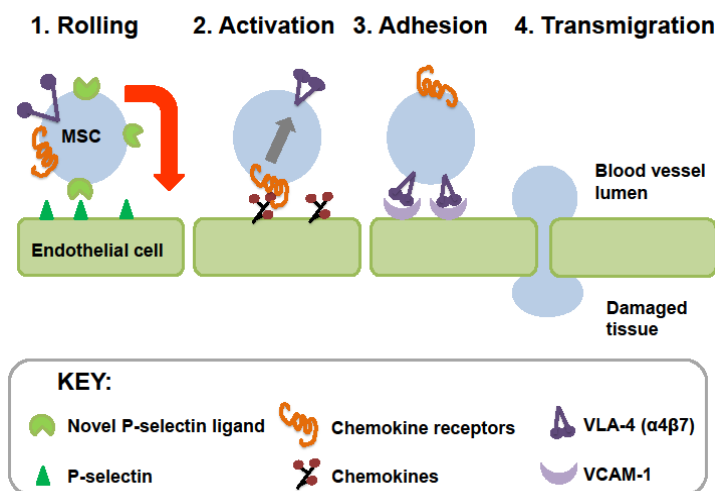 1. Rolling 2. Activation 3. Adhesion 4. Transmigration
MSC
Blood vessel
lumen
Endothelial cell
Damaged
tissue
KEY:
Novel P-selectin ligand Chemokine receptors VLA-4 (α4β7)
P-selectin Chemokines VCAM-1